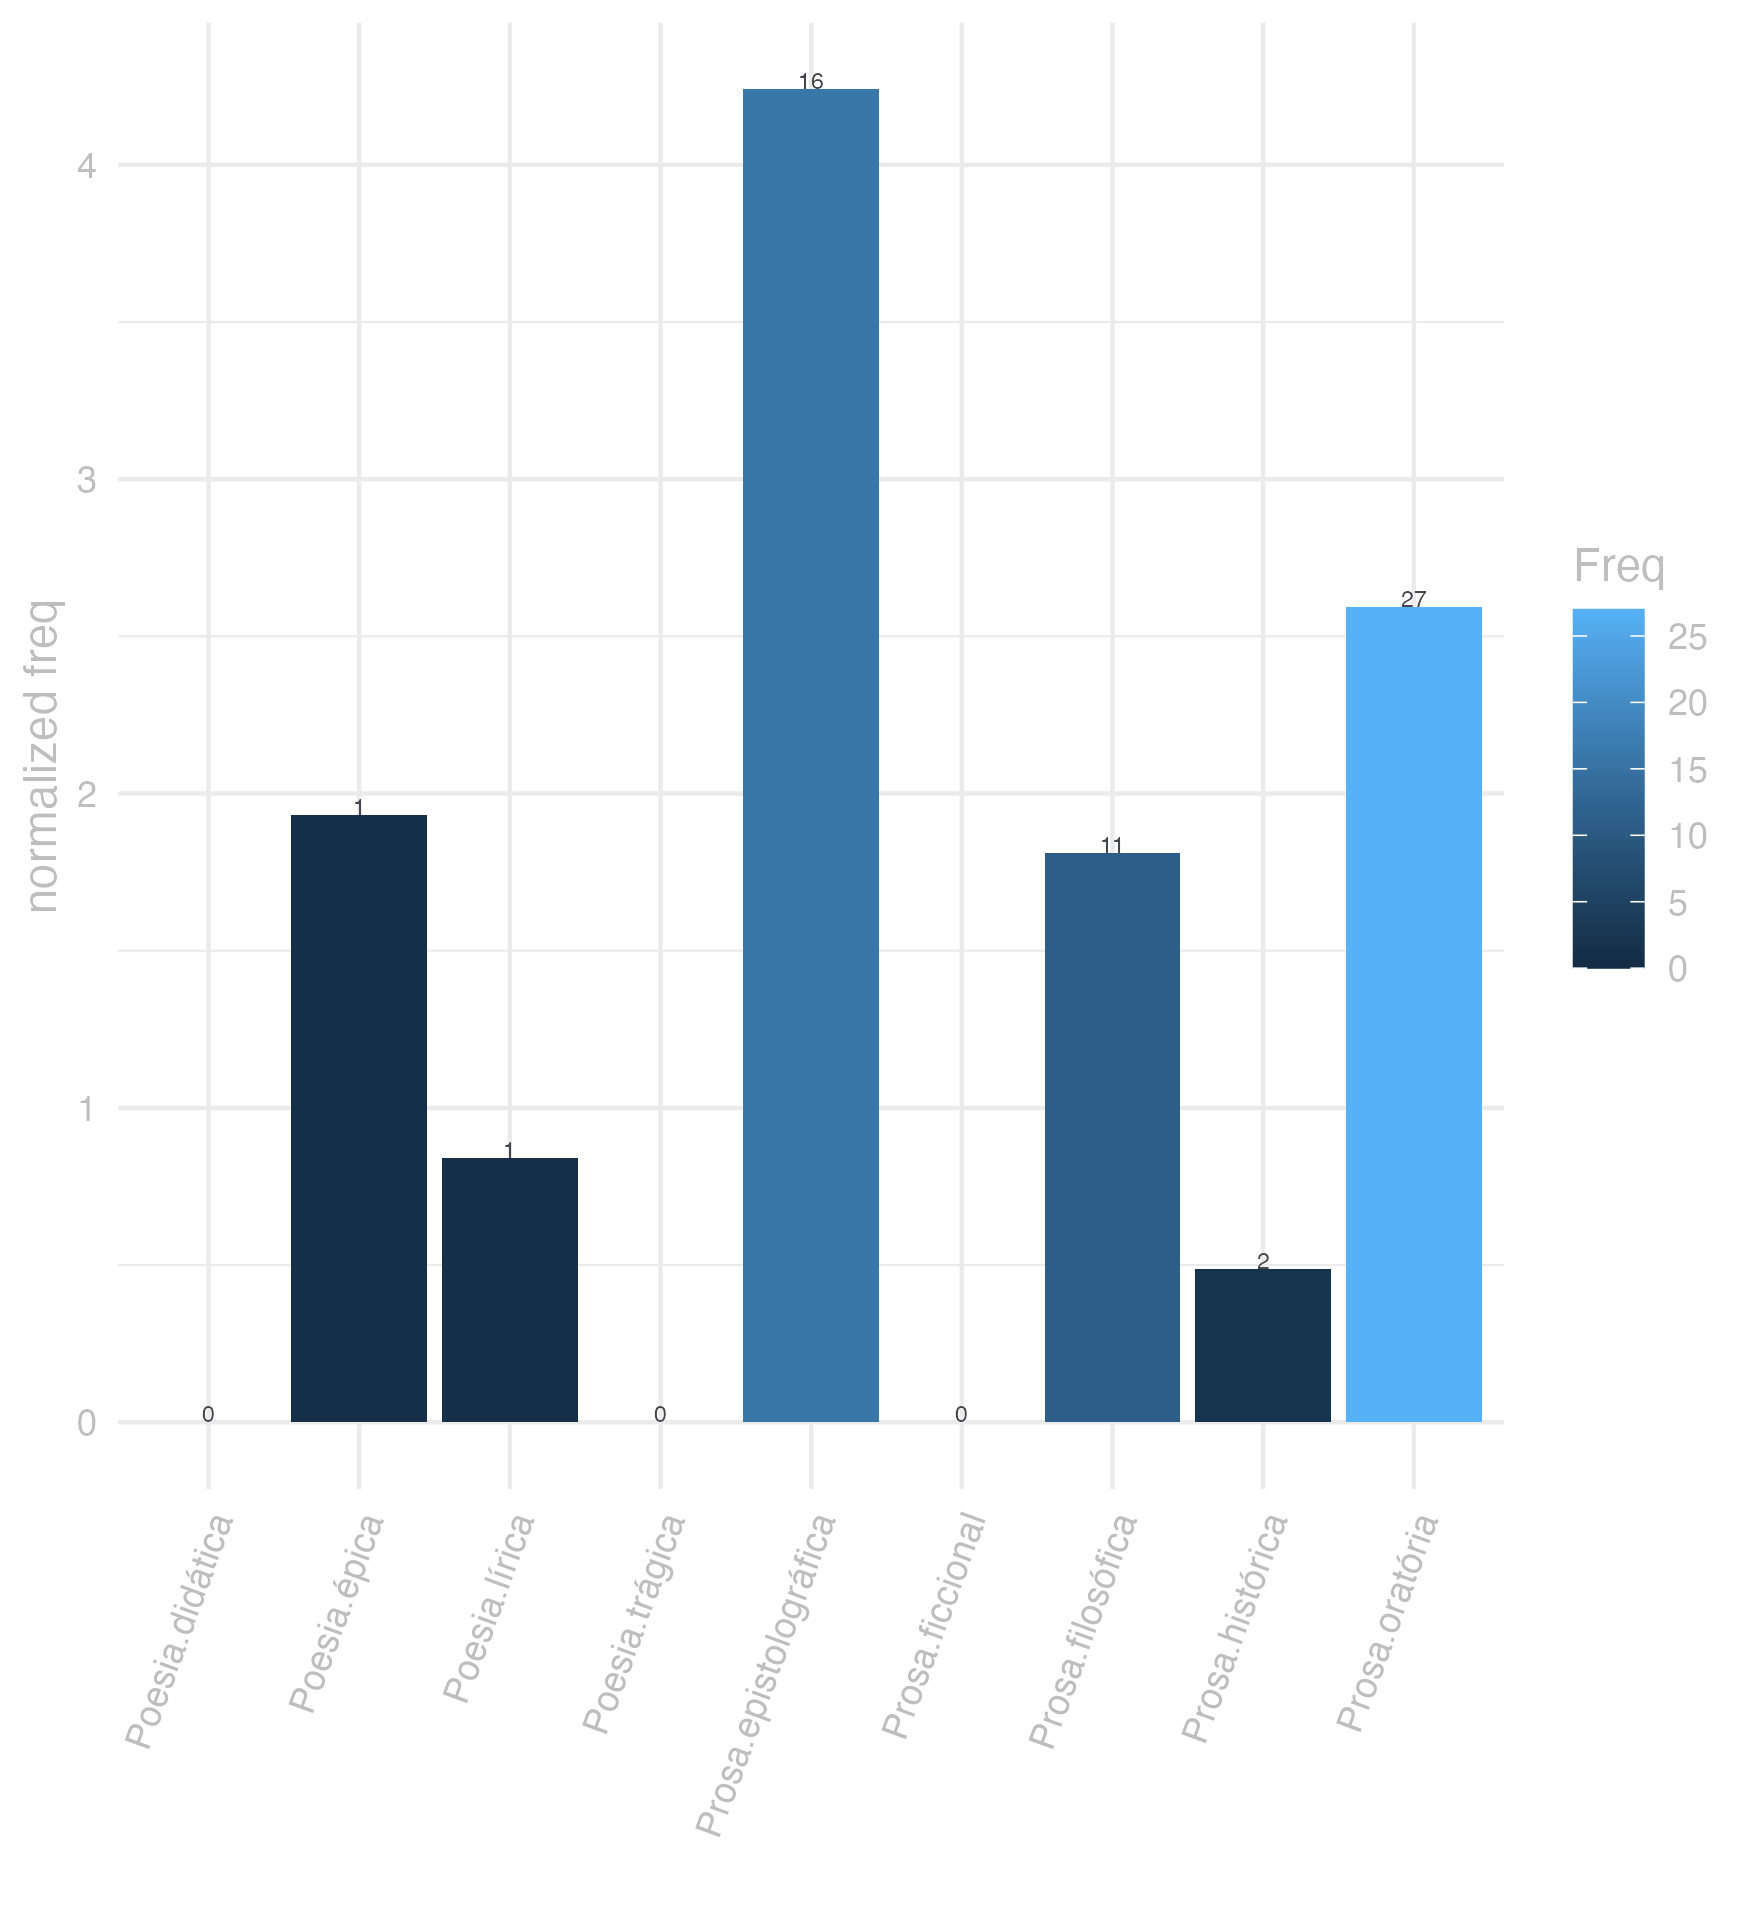 16
4
3
27
2
1
11
1
1
2
0
0
0
0
normalized freq
Poesia.didática
Poesia.épica
Poesia.lírica
Poesia.trágica
Prosa.epistolográfica
Prosa.ficcional
Prosa.filosófica
Prosa.histórica
Prosa.oratória
Freq
25
20
15
10
5
0